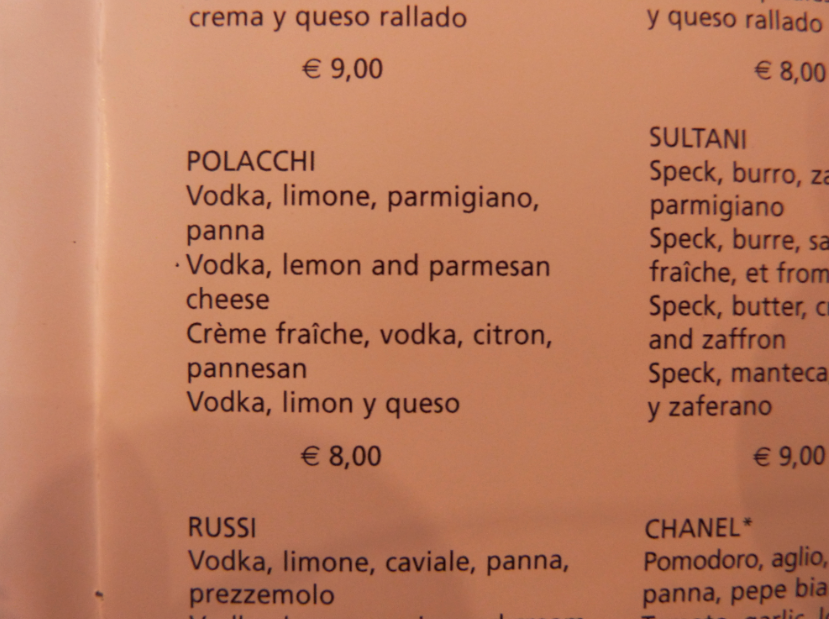 crema y queso rallado
€ 9,00
POLACCHI
Vodka, limone, parmigiano,
panna
Vodka, lemon and parmesan
cheese
Crème fraîche, vodka, citron,
pannesan
Vodka, limon y queso
€ 8,00
RUSSI
Vodka, limone, caviale, panna,
prezzemolo
y queso rallado
€ 8,00
SULTANI
Speck, burro,
parmigiano
Speck, burre,
fraîche, et
Speck, butter,
and zaffron
Speck, manteca
y zaferano
€ 9,00
CHANEL*
Pomodoro, aglio,
panna, pepe